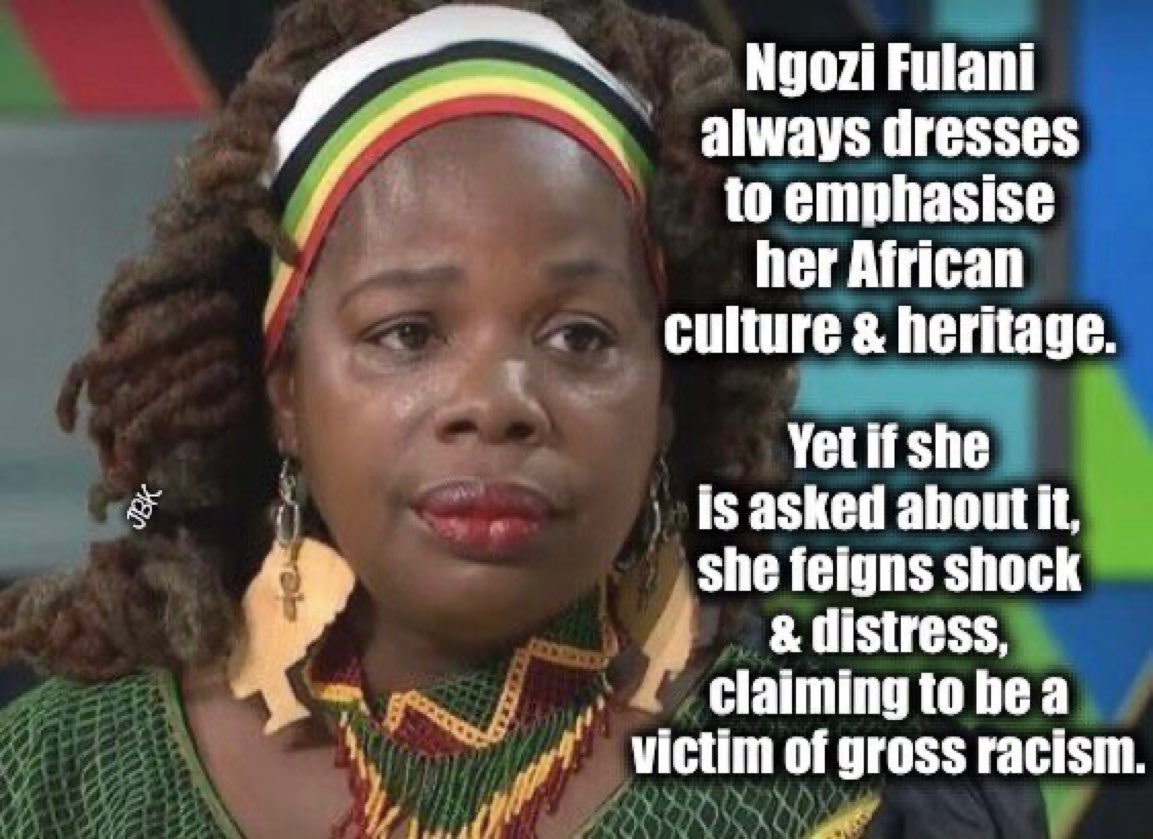 Ngozi Fulani
always dresses
to emphasise
her African
culture & heritage.
Yet if she
is asked about it,
she feigns shock
& distress,
claiming to be a
victim of gross racism.
JBK